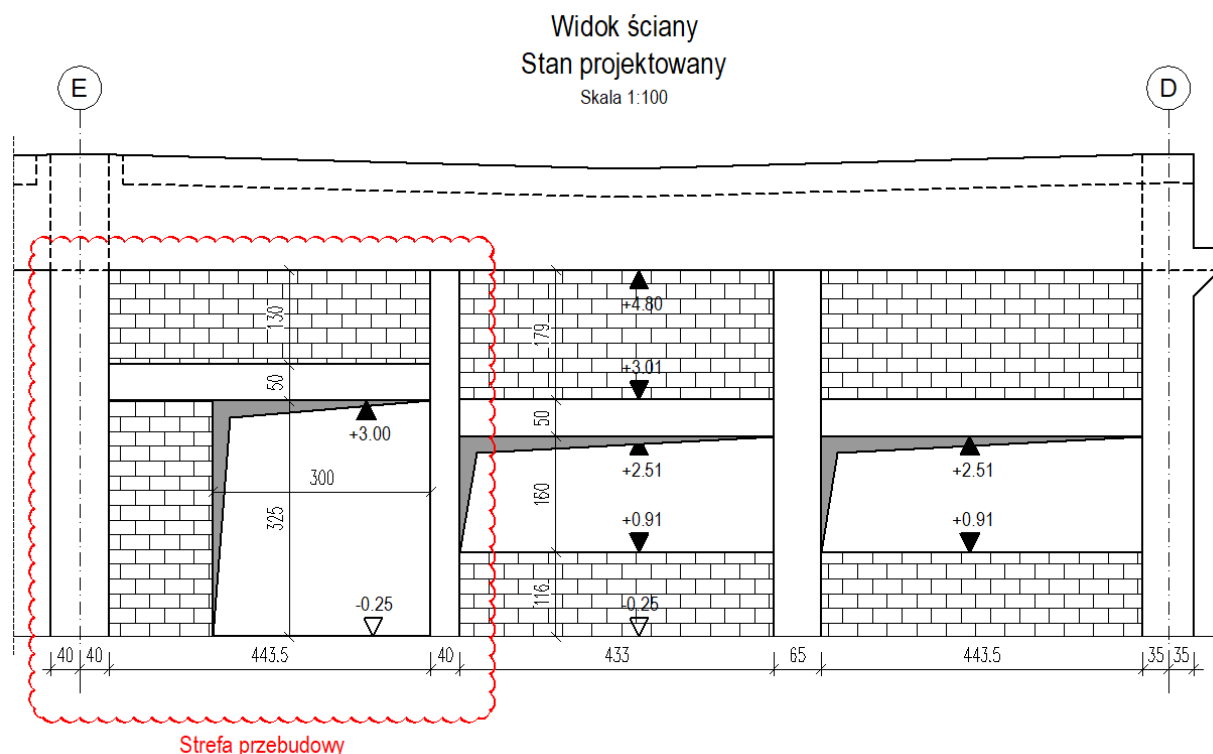 Widok ściany
Stan projektowany
Skala 1:100
E
D
+4.80
130
179
+3.01
50
50
+3.00
+2.51
+2.51
300
160
325
+0.91
+0.91
116
-0.25
-0.25
40 40 443.5 40 433 65 443.5 35 35
Strefa przebudowy